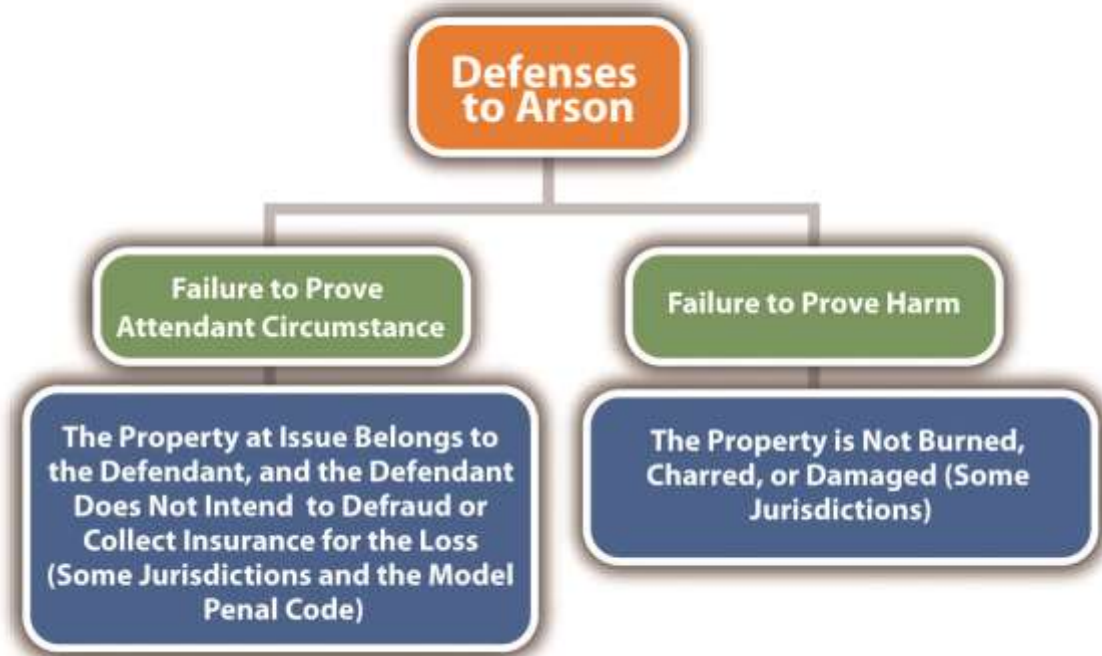 Defenses
to Arson
Failure to Prove
Attendant Circumstance
Failure to Prove Harm
The Property at Issue Belongs to
the Defendant, and the Defendant
Does Not Intend to Defraud or
Collect Insurance for the Loss
(Some Jurisdictions and the Model
Penal Code)
The Property is Not Burned,
Charred, or Damaged (Some
Jurisdictions)